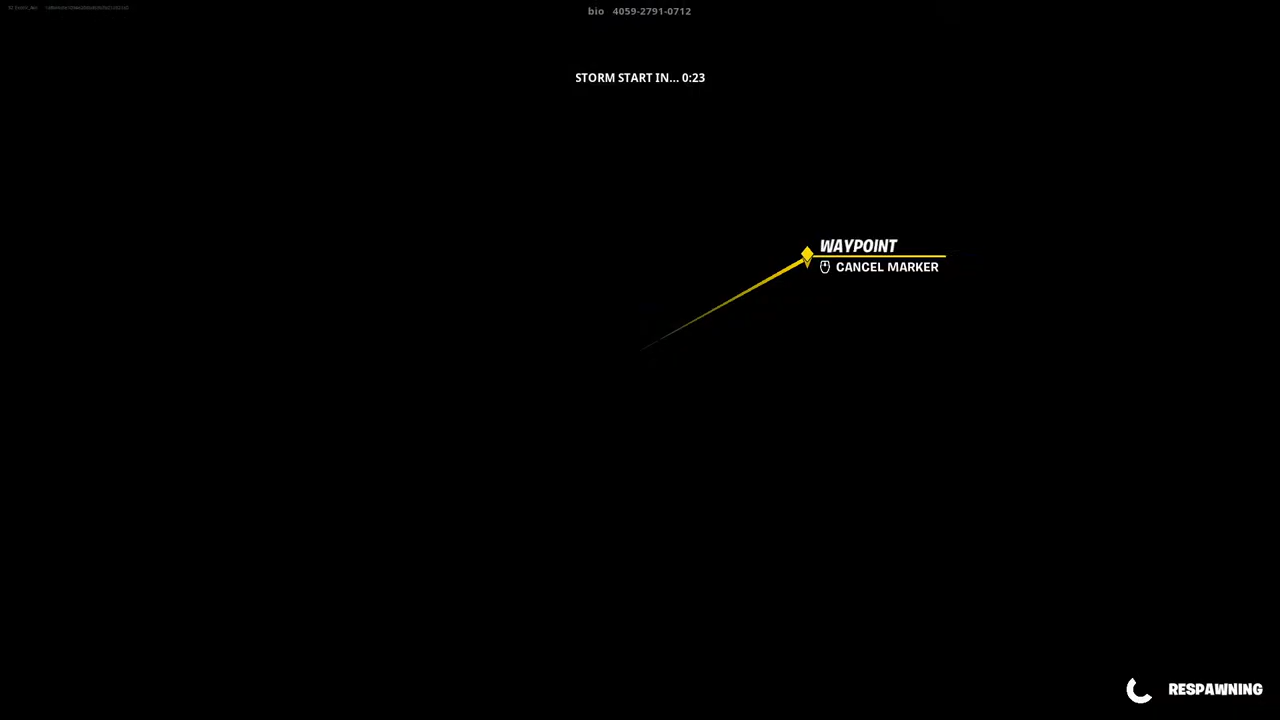 bio 4059-2791-0712
STORM START IN... 0:23
WAYPOINT
CANCEL MARKER
RESPAWNING